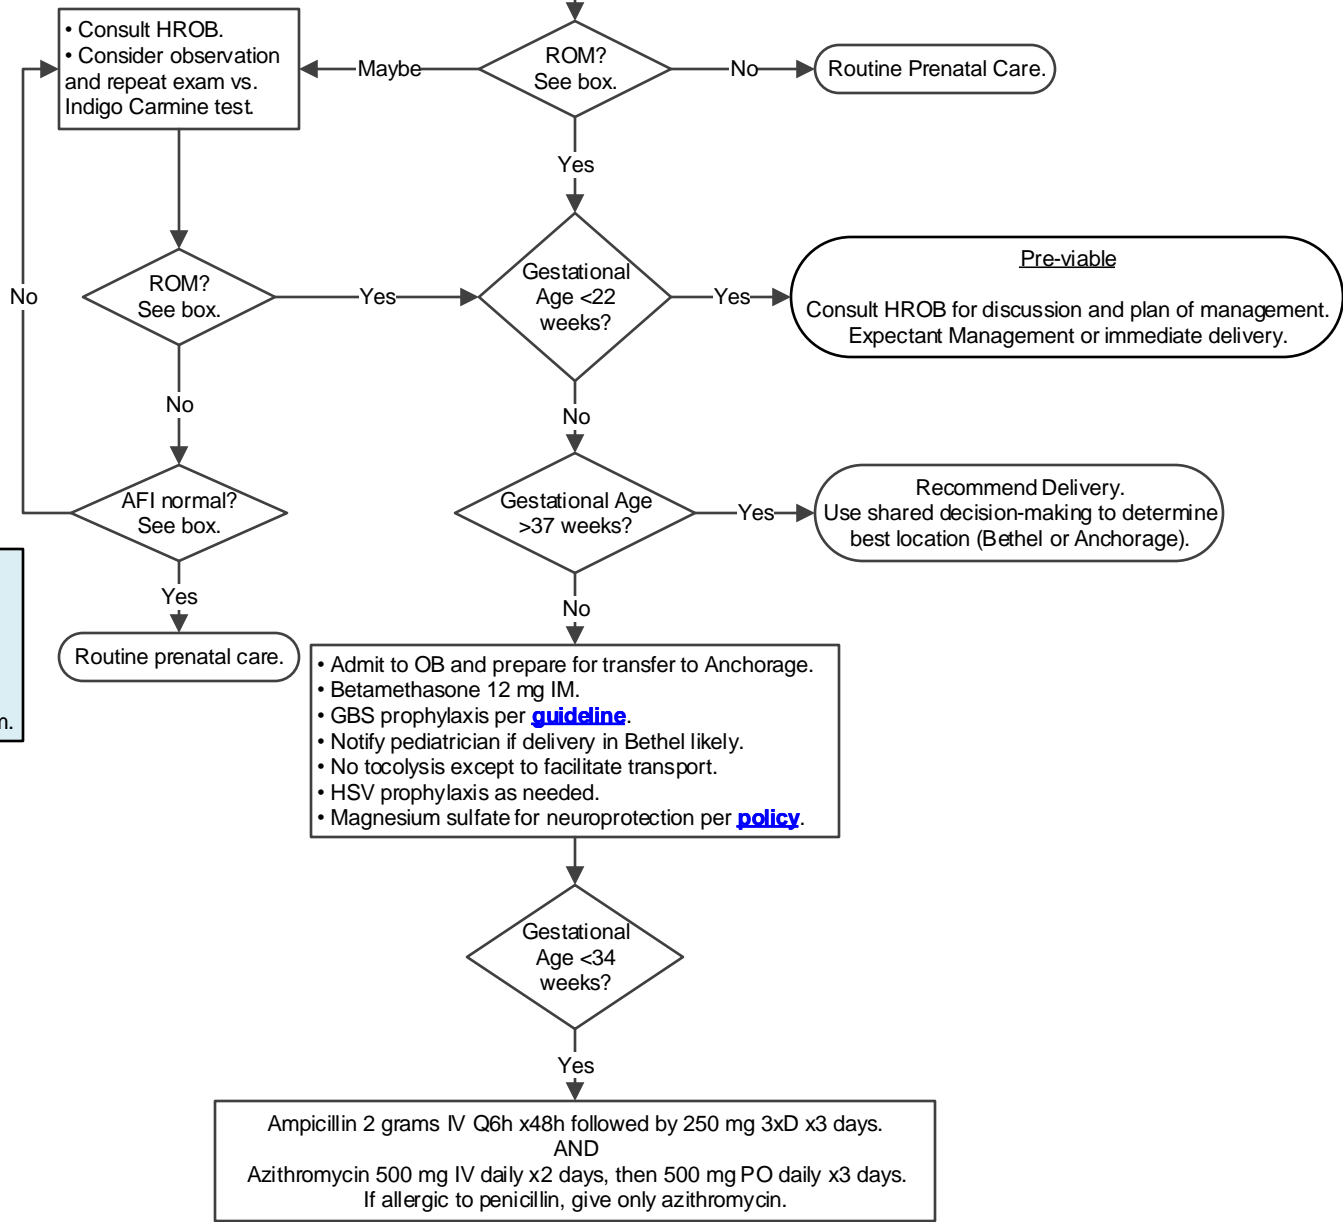 • Consult HROB.
• Consider observation
and repeat exam vs.
Indigo Carmine test.
Maybe
ROM?
See box.
No
Routine Prenatal Care.
Yes
Gestational
Age <22
weeks?
Yes
Pre-viable
Consult HROB for discussion and plan of management.
Expectant Management or immediate delivery.
ROM?
See box.
Yes
No
No
No
AFI normal?
See box.
Yes
Routine prenatal care.
Gestational Age
>37 weeks?
Yes
Recommend Delivery.
Use shared decision-making to determine
best location (Bethel or Anchorage).
No
• Admit to OB and prepare for transfer to Anchorage.
• Betamethasone 12 mg IM.
• GBS prophylaxis per guideline.
• Notify pediatrician if delivery in Bethel likely.
• No tocolysis except to facilitate transport.
• HSV prophylaxis as needed.
• Magnesium sulfate for neuroprotection per policy.
Gestational
Age <34
weeks?
Yes
Ampicillin 2 grams IV Q6h x48h followed by 250 mg 3xD x3 days.
AND
Azithromycin 500 mg IV daily x2 days, then 500 mg PO daily x3 days.
If allergic to penicillin, give only azithromycin.